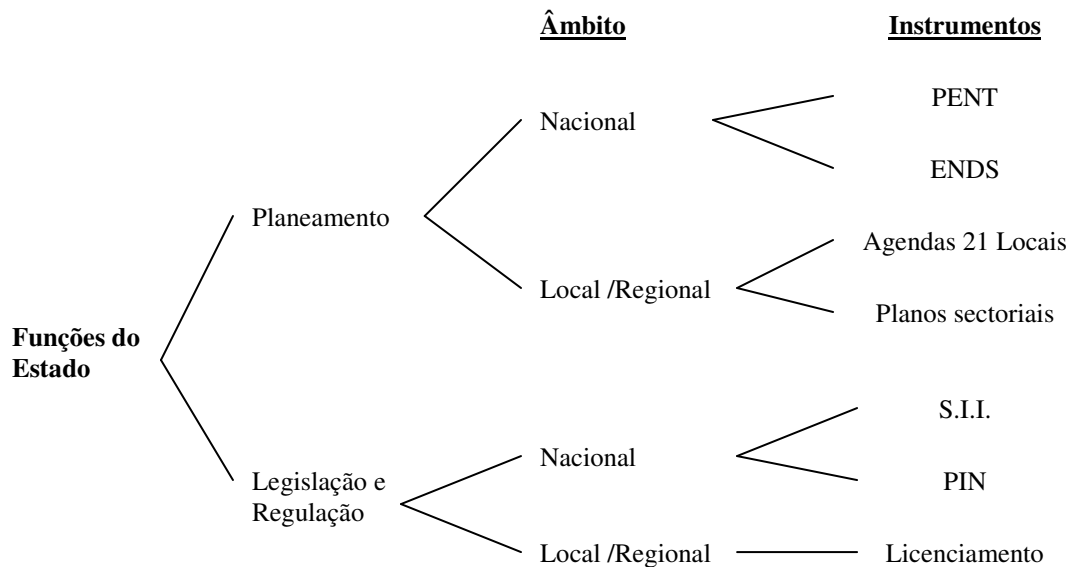 Âmbito
Instrumentos
PENT
Nacional
ENDS
Planeamento
Agendas 21 Locais
Local /Regional
Planos sectoriais
Funções do
Estado
S.I.I.
Nacional
PIN
Legislação e
Regulação
Local /Regional
Licenciamento